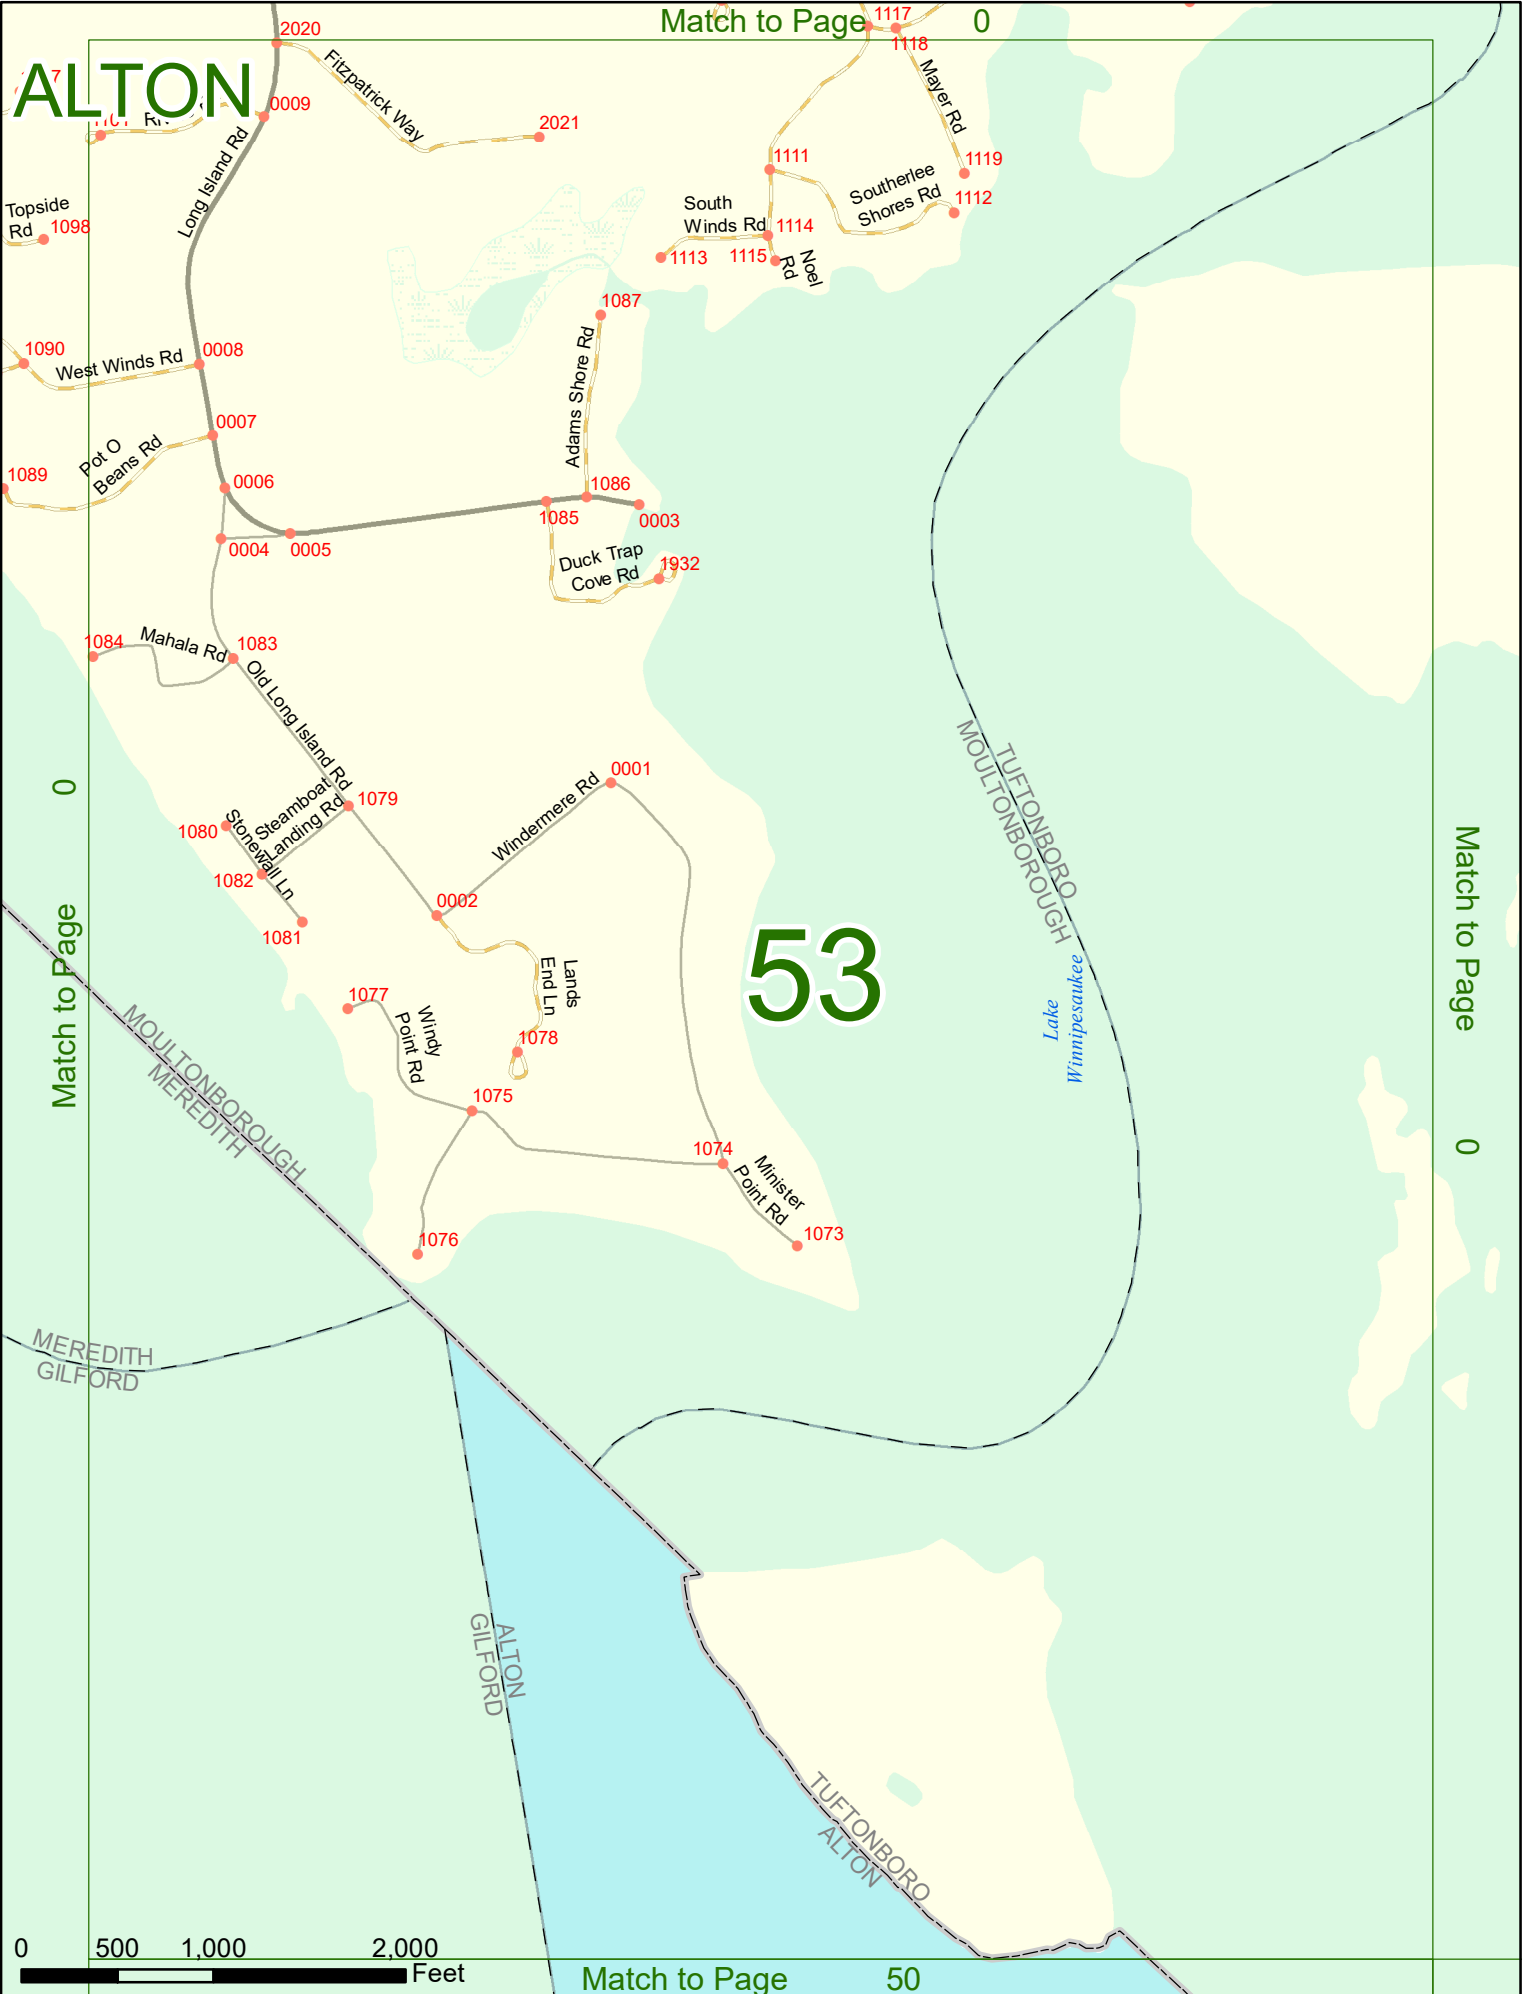 Match to Page 0
1117
1118
2020
ALTON
Fitzpatrick Way
0009
2021
Mayer Rd
1119
1111
Southerlee
Shores Rd
1112
Long Island Rd
Topside
Rd
1098
South
Winds Rd
1114
1113
1115
Noel
Rd
1087
1090
West Winds Rd
0008
Adams Shore Rd
0007
Pot O
Beans Rd
1089
0006
1086
1085
0003
0004
0005
Duck Trap
Cove Rd
1932
1084
Mahala Rd
1083
Old Long Island Rd
TUFTONBORO
MOULTONBOROUGH
0001
Windermere Rd
Steamboat
Landing Rd
1079
1080
Stonewall Ln
1082
1081
0002
Match to Page 0
Match to Page 0
53
Lands
End Ln
Lake
Winnipesaukee
1077
Windy
Point Rd
1078
MOULTONBOROUGH
MEREDITH
1075
1074
Minister
Point Rd
1073
1076
MEREDITH
GILFORD
ALTON
GILFORD
TUFTONBORO
ALTON
0 500 1,000 2,000
Feet
Match to Page 50